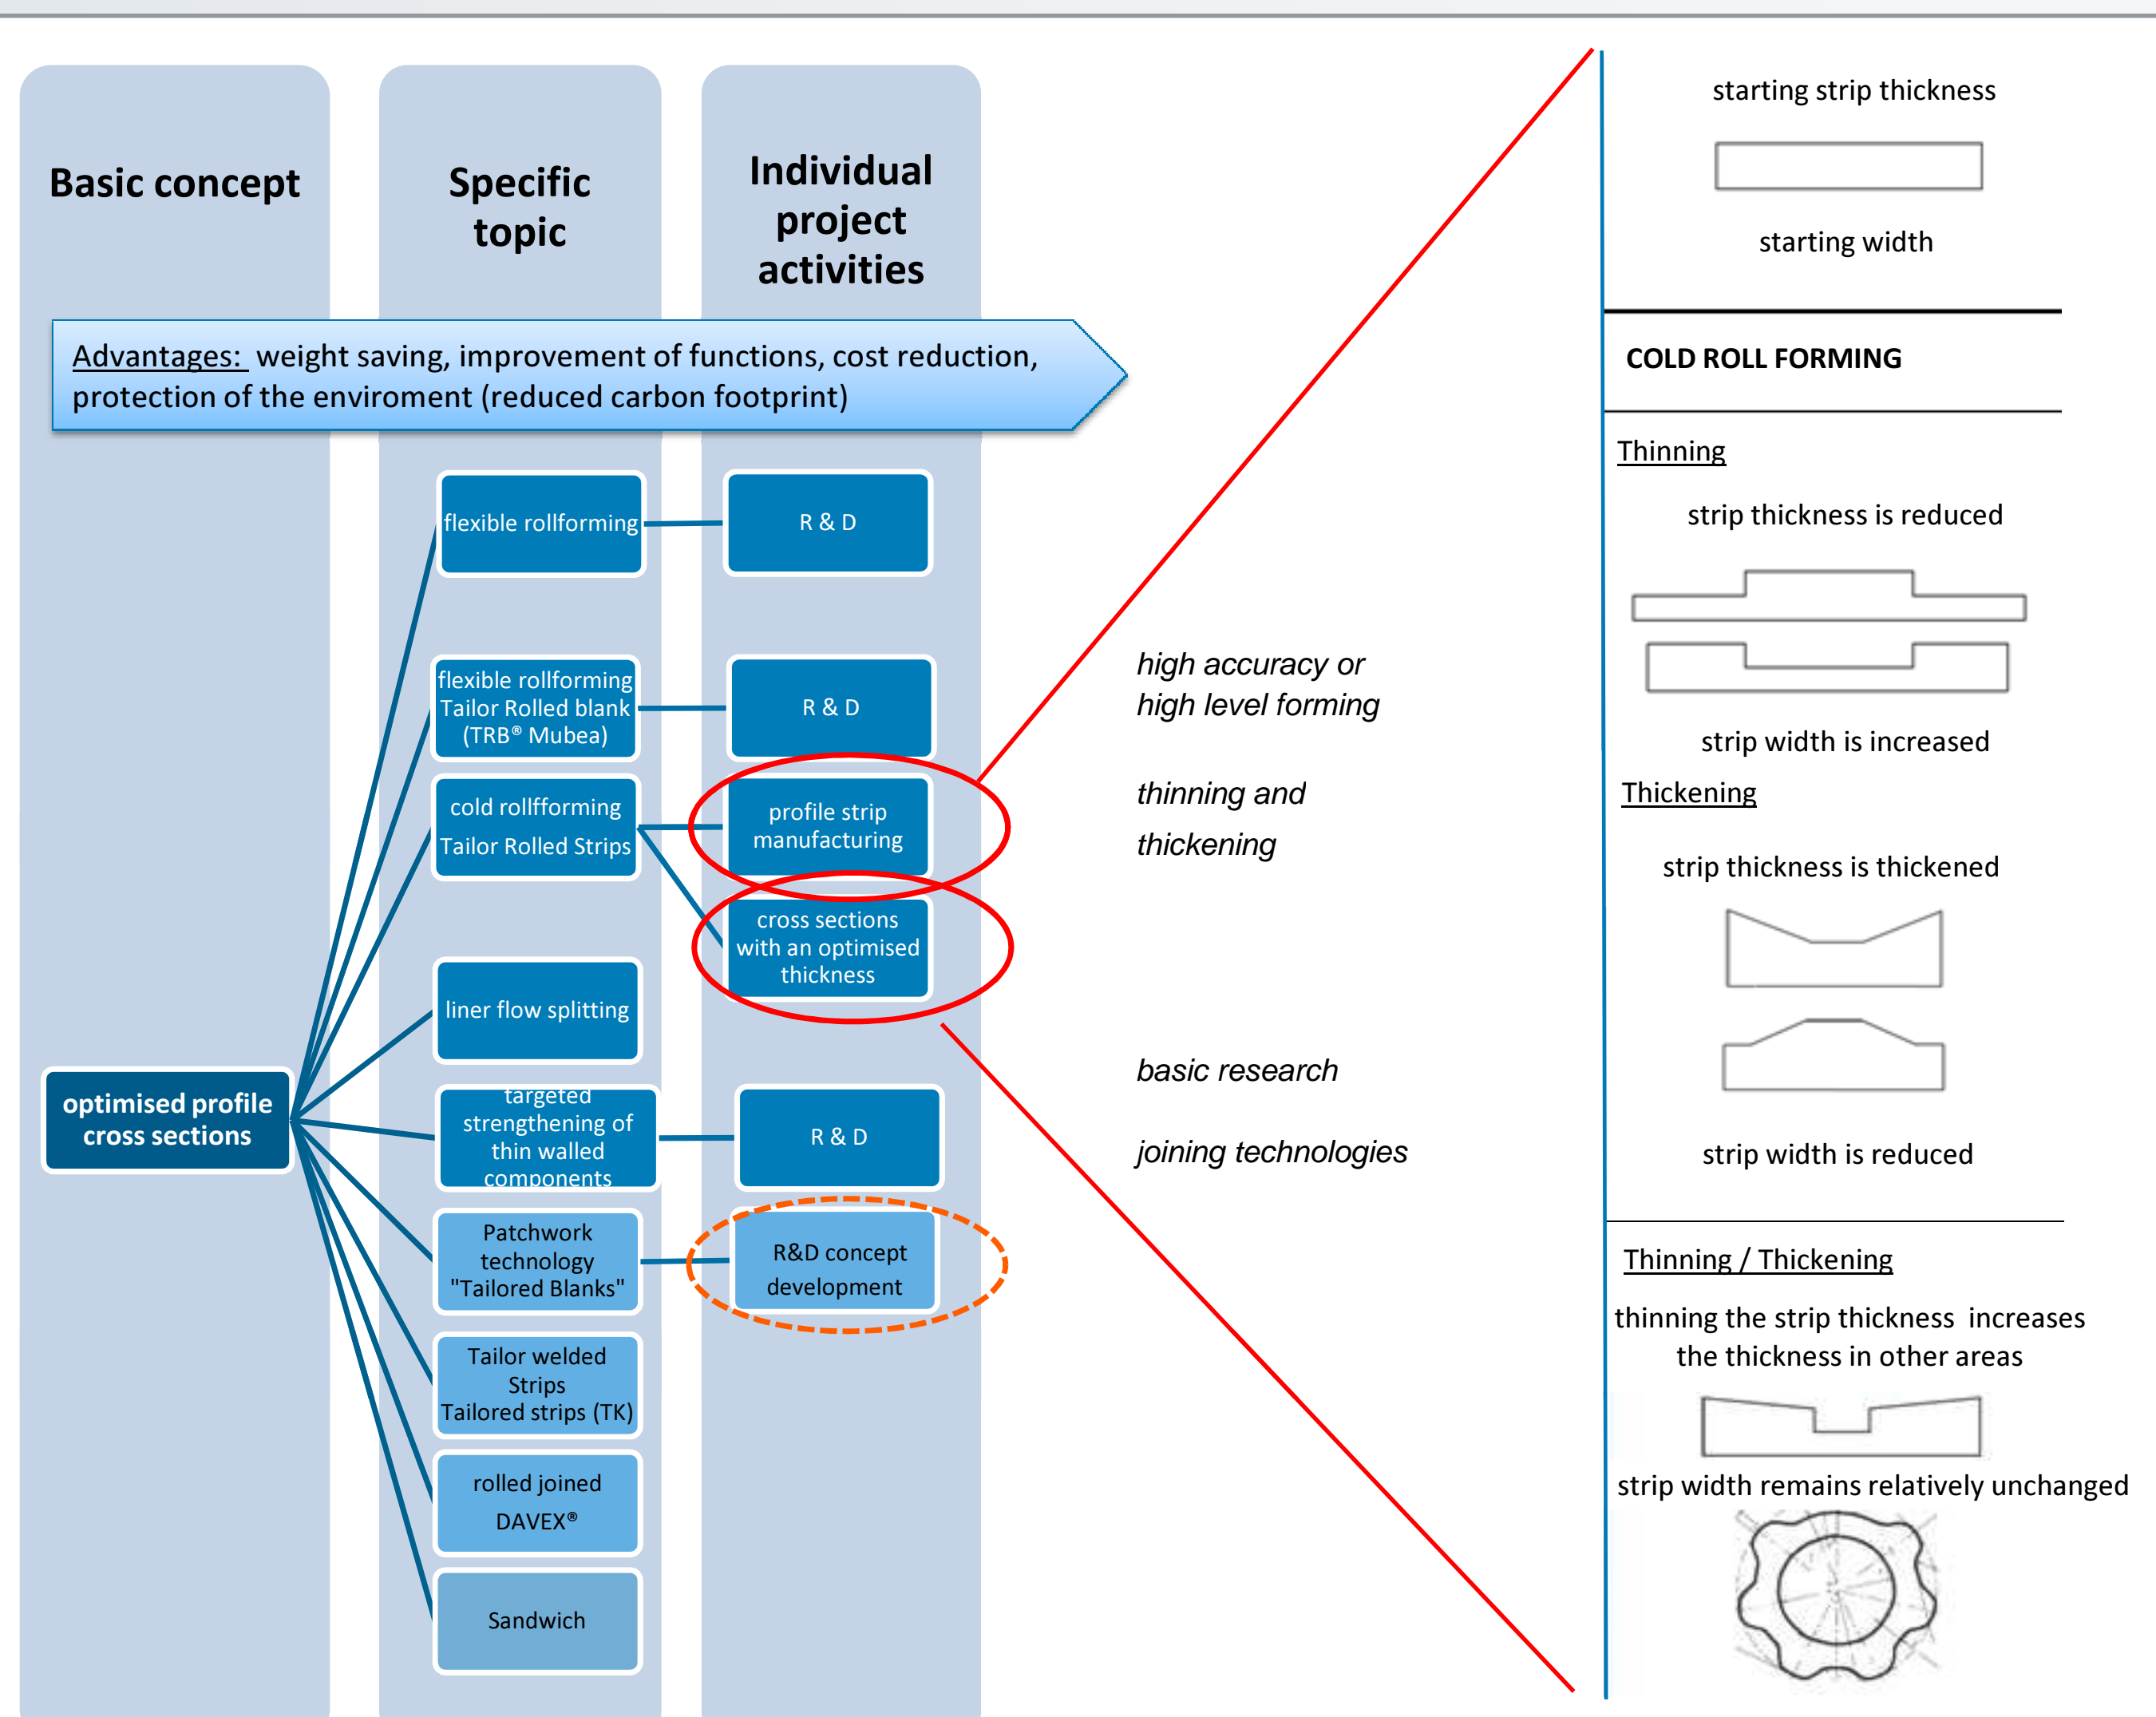 Basic concept
Specific
topic
Individual
project
activities
Advantages:  weight saving, improvement of functions, cost reduction,
protection of the enviroment (reduced carbon footprint)
optimised profile
cross sections
flexible rollforming
R & D
flexible rollforming
Tailor Rolled blank
(TRB® Mubea)
R & D
cold rollfforming
Tailor Rolled Strips
profile strip
manufacturing
cross sections
with an optimised
thickness
liner flow splitting
targeted
strengthening of
thin walled
components
R & D
Patchwork
technology
"Tailored Blanks"
R&D concept
development
Tailor welded
Strips
Tailored strips (TK)
rolled joined
DAVEX®
Sandwich
high accuracy or
high level forming
thinning and
thickening
basic research
joining technologies
starting strip thickness
starting width
COLD ROLL FORMING
Thinning
strip thickness is reduced
strip width is increased
Thickening
strip thickness is thickened
strip width is reduced
Thinning / Thickening
thinning the strip thickness  increases
the thickness in other areas
strip width remains relatively unchanged